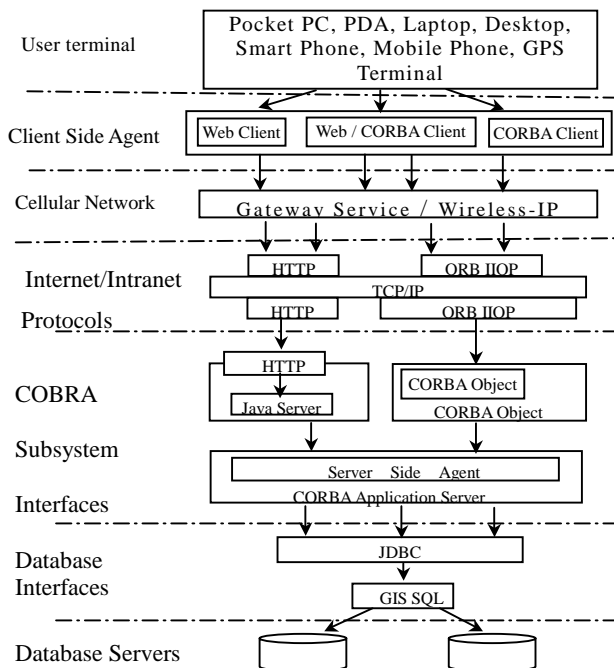 Pocket PC, PDA, Laptop, Desktop,
User terminal
Smart Phone, Mobile Phone, GPS
Terminal
Client Side Agent
Web Client
Web / CORBA Client
CORBA Client
Cellular Network
Gateway Service / Wireless-IP
HTTP
ORB IIOP
Internet/Intranet
TCP/IP
Protocols
HTTP
ORB IIOP
HTTP
COBRA
CORBA Object
Java Server
CORBA Object
Subsystem
Server Side Agent
Interfaces
CORBA Application Server
Database
JDBC
Interfaces
GIS SQL
Database Servers